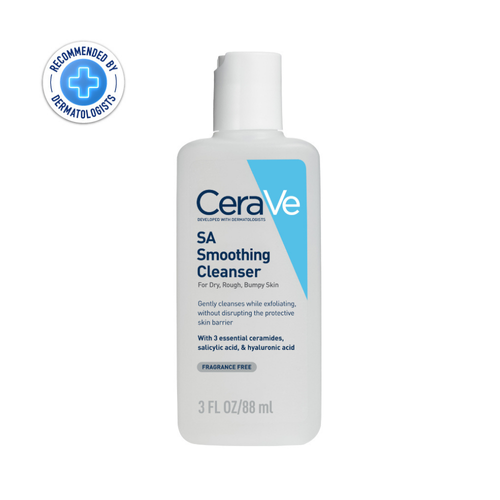 RECOMMENDED BY
DERMATOLOGISTS
CeraVe
DEVELOPED WITH DERMATOLOGISTS
SA
Smoothing
Cleanser
For Dry, Rough, Bumpy Skin
Gently cleanses while exfoliating,
without disrupting the protective
skin barrier
With 3 essential ceramides,
salicylic acid, & hyaluronic acid
FRAGRANCE FREE
3 FL OZ/88 ml